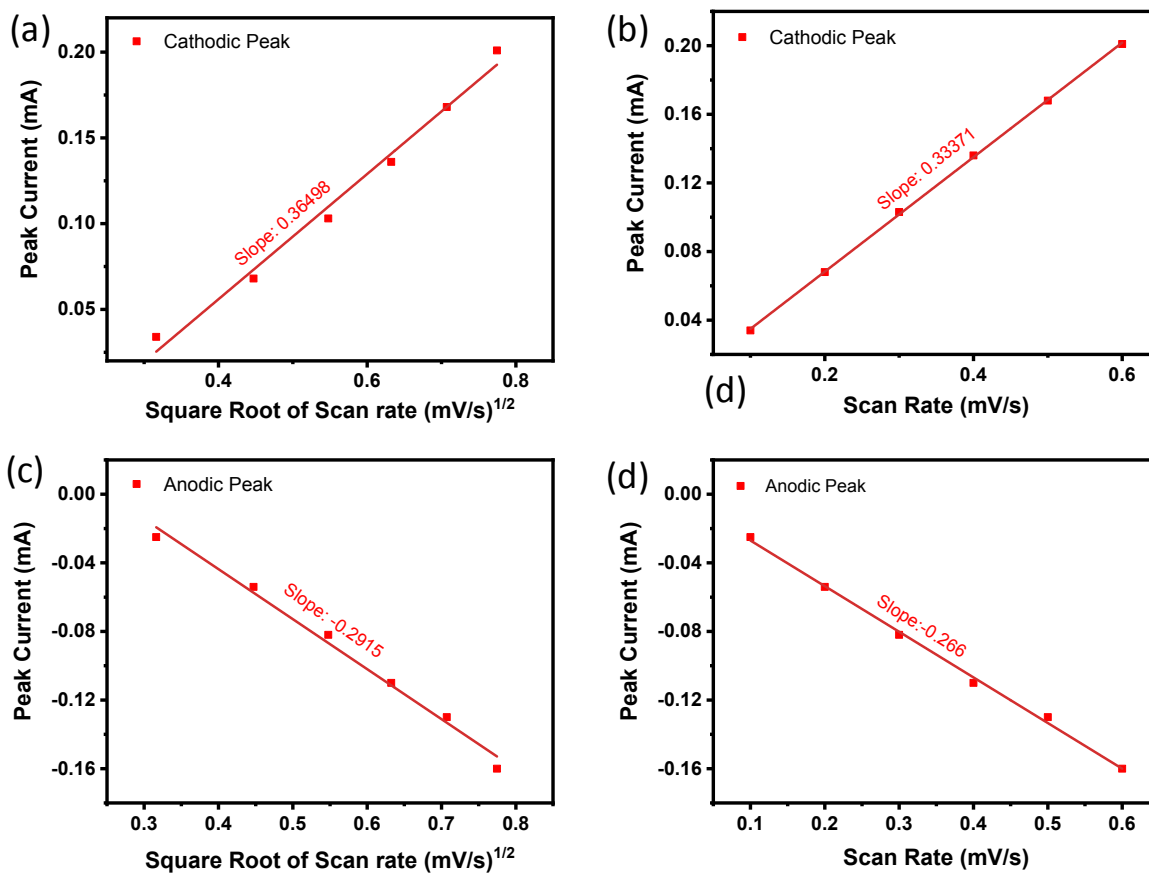 (a)
Cathodic Peak
Peak Current (mA)
0.20
0.15
0.10
0.05
Slope: 0.36498
0.4 0.6 0.8
Square Root of Scan rate (mV/s)1/2
(b)
Cathodic Peak
Peak Current (mA)
0.20
0.16
0.12
0.08
0.04
Slope: 0.33371
0.2 0.4 0.6
(d)
Scan Rate (mV/s)
(c)
Anodic Peak
Peak Current (mA)
0.00
-0.04
-0.08
-0.12
-0.16
Slope: -0.2915
0.3 0.4 0.5 0.6 0.7 0.8
Square Root of Scan rate (mV/s)1/2
(d)
Anodic Peak
Peak Current (mA)
0.00
-0.04
-0.08
-0.12
-0.16
Slope:-0.266
0.1 0.2 0.3 0.4 0.5 0.6
Scan Rate (mV/s)